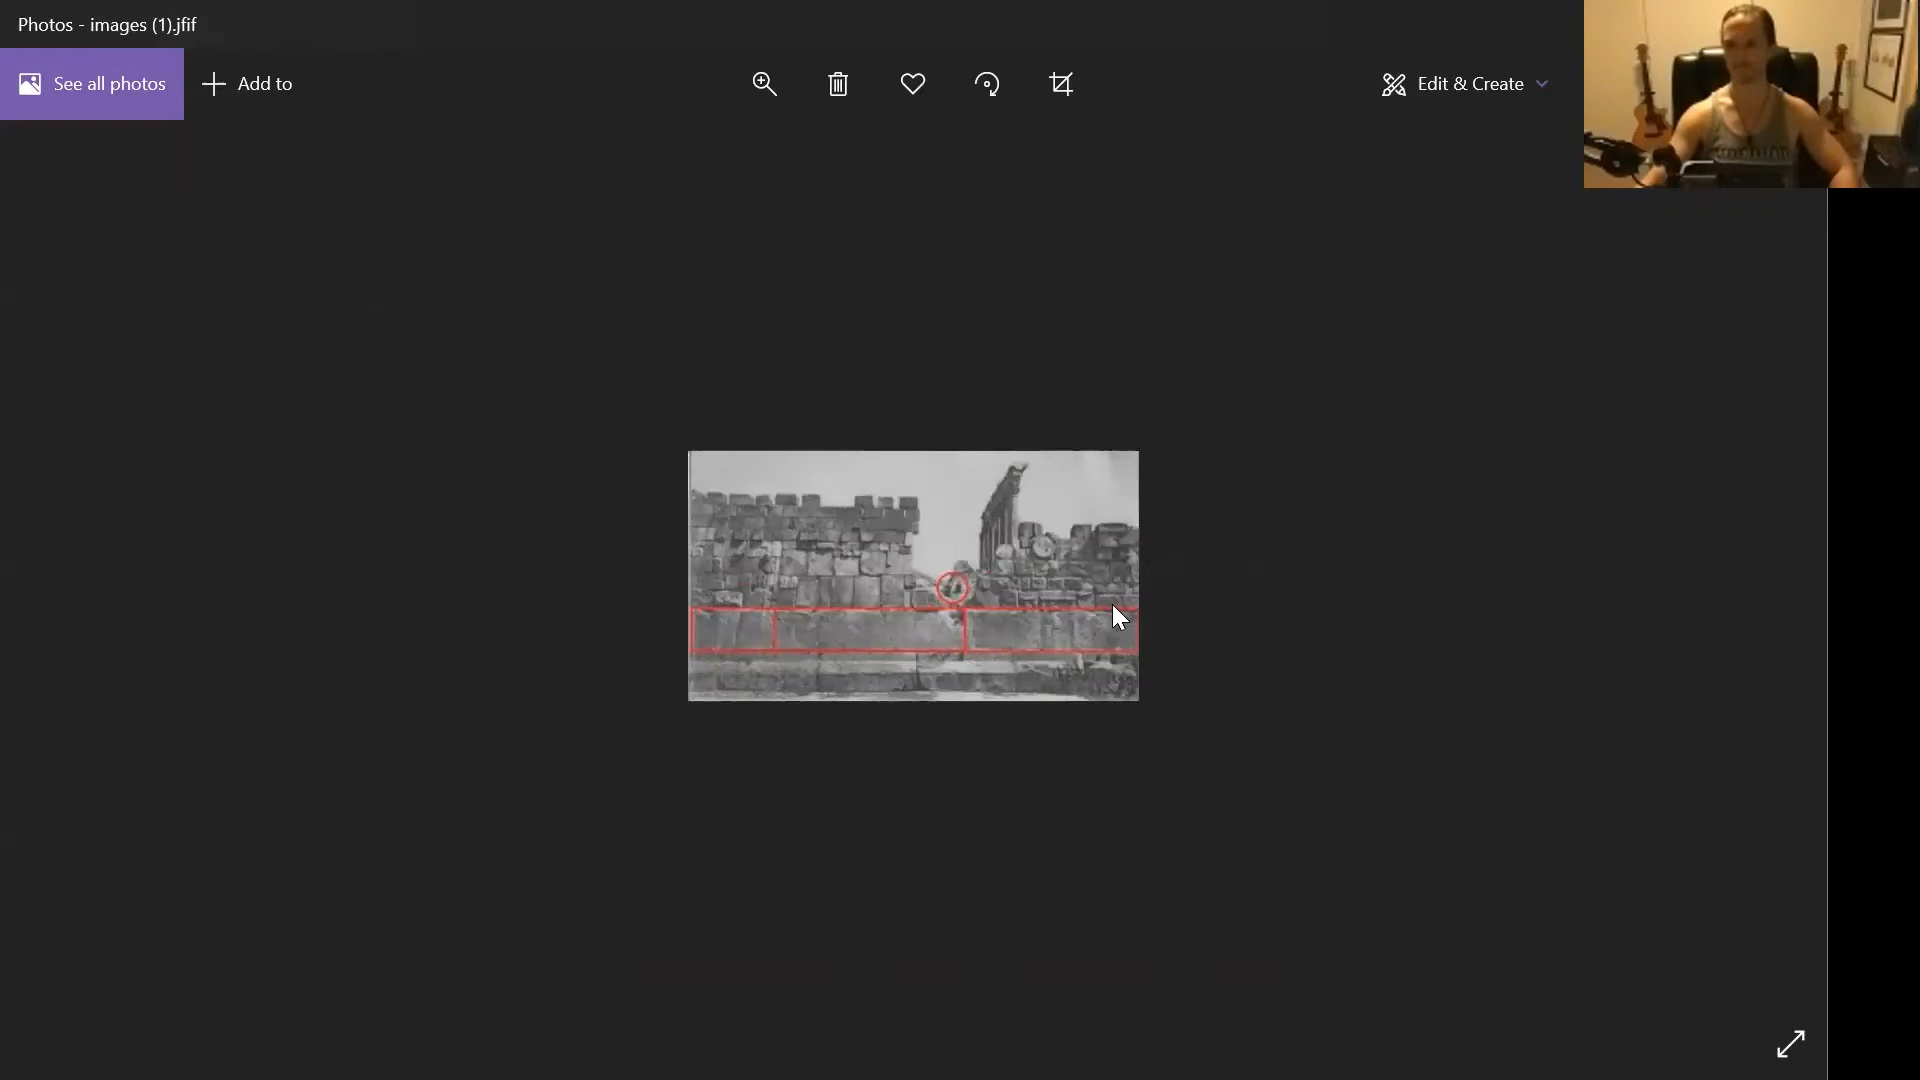 Photos - images (1).jfif
See all photos
Add to
Edit & Create